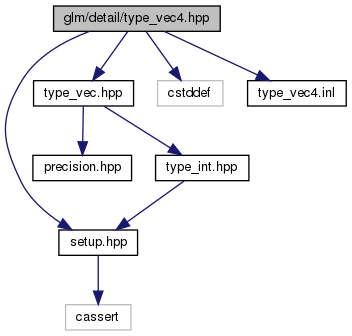 glm/detail/type_vec4.hpp
type_vec.hpp
cstddef
type_vec4.inl
precision.hpp
type_int.hpp
setup.hpp
cassert